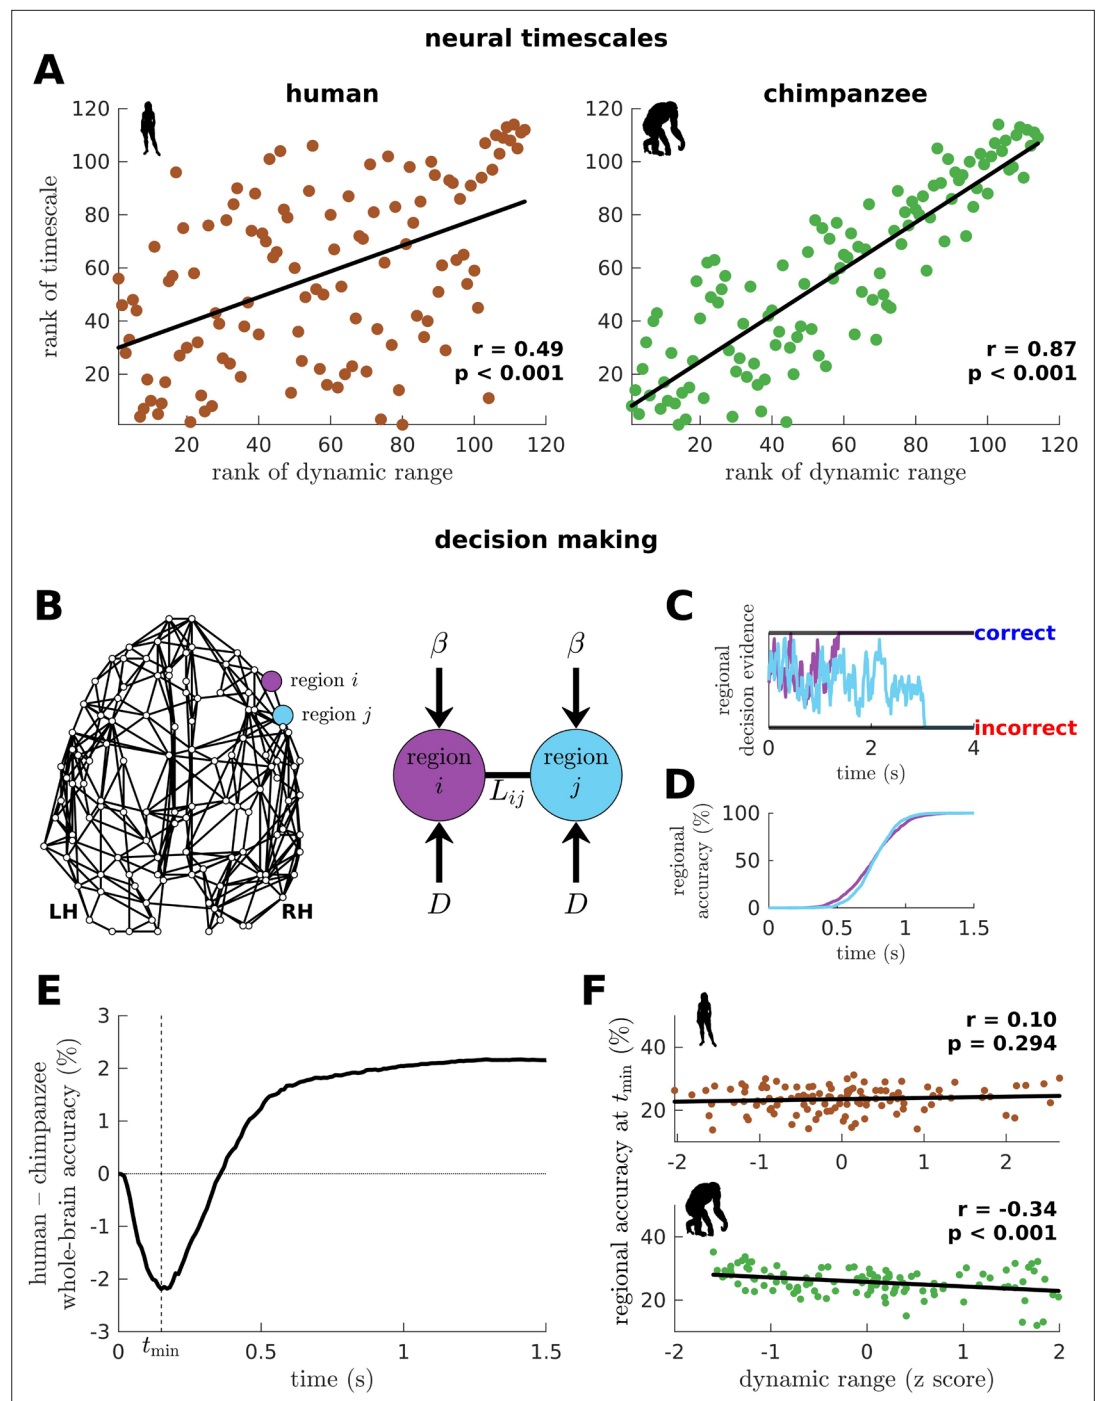 neural timescales
A
human
chimpanzee
rank of timescale
120
100
80
60
40
20
r = 0.49
p < 0.001
20 40 60 80 100 120
rank of dynamic range
120
100
80
60
40
20
r = 0.87
p < 0.001
20 40 60 80 100 120
rank of dynamic range
decision making
B
region i
region j
LH
RH
β
β
region
i
region
j
L_ij
D
D
C
regional
decision evidence
correct
incorrect
0 2 4
time (s)
D
regional
accuracy (%)
100
50
0
0 0.5 1 1.5
time (s)
E
human – chimpanzee
whole-brain accuracy (%)
3
2
1
0
-1
-2
-3
0 t_min 0.5 1 1.5
time (s)
F
regional accuracy at t_min (%)
r = 0.10
p = 0.294
40
20
-2 -1 0 1 2
r = -0.34
p < 0.001
40
20
-2 -1 0 1 2
dynamic range (z score)